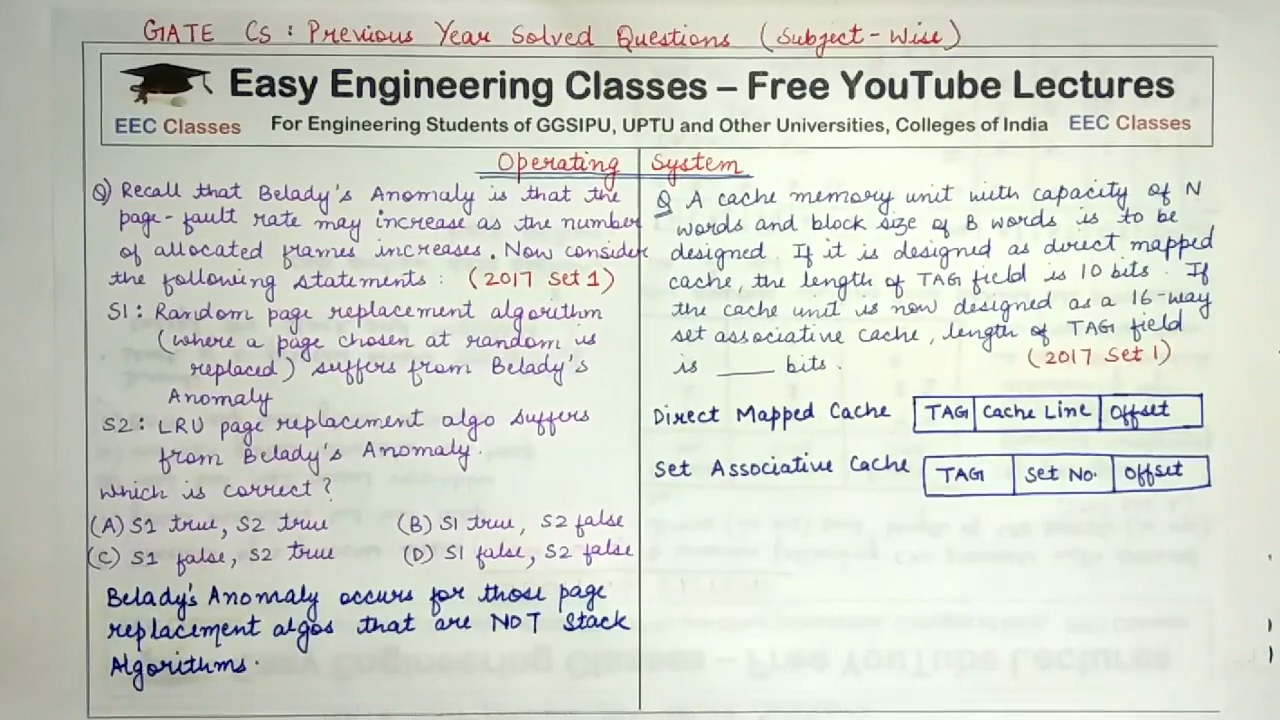 GATE CS : Previous Year Solved Questions (Subject-Wise)
Easy Engineering Classes – Free YouTube Lectures
EEC Classes For Engineering Students of GGSIPU, UPTU and Other Universities, Colleges of India EEC Classes
Operating System
Q) Recall that Belady's Anomaly is that the
page-fault rate may increase as the number
of allocated frames increases. Now consider
the following statements : (2017 Set 1)
S1: Random page replacement algorithm
(where a page chosen at random is
replaced) suffers from Belady's
Anomaly
S2: LRU page replacement algo suffers
from Belady's Anomaly.
Which is correct?
(A) S1 true, S2 true (B) S1 true, S2 false
(C) S1 false, S2 true (D) S1 false, S2 false
Belady's Anomaly occurs for those page
replacement algos that are NOT Stack
Algorithms.
Q A cache memory unit with capacity of N
words and block size of B words is to be
designed. If it is designed as direct mapped
cache, the length of TAG field is 10 bits. If
the cache unit is now designed as a 16-way
set associative cache, length of TAG field
is ____ bits. (2017 Set 1)
Direct Mapped Cache TAG Cache Line Offset
Set Associative Cache TAG Set No. Offset